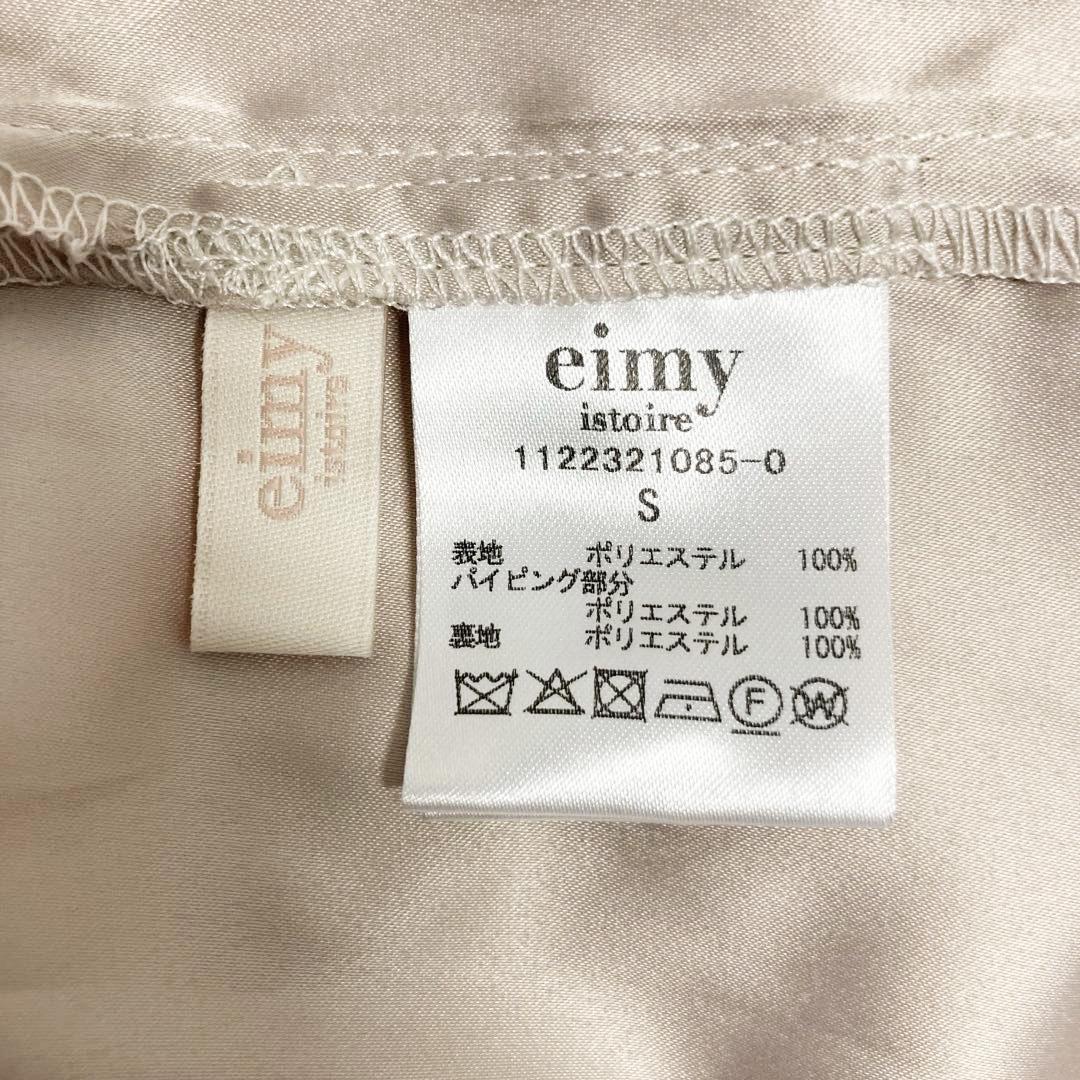 eimy
istoire
eimy
istoire
1122321085-0
S
表地 ポリエステル 100%
パイピング部分
ポリエステル 100%
裏地 ポリエステル 100%
F
W